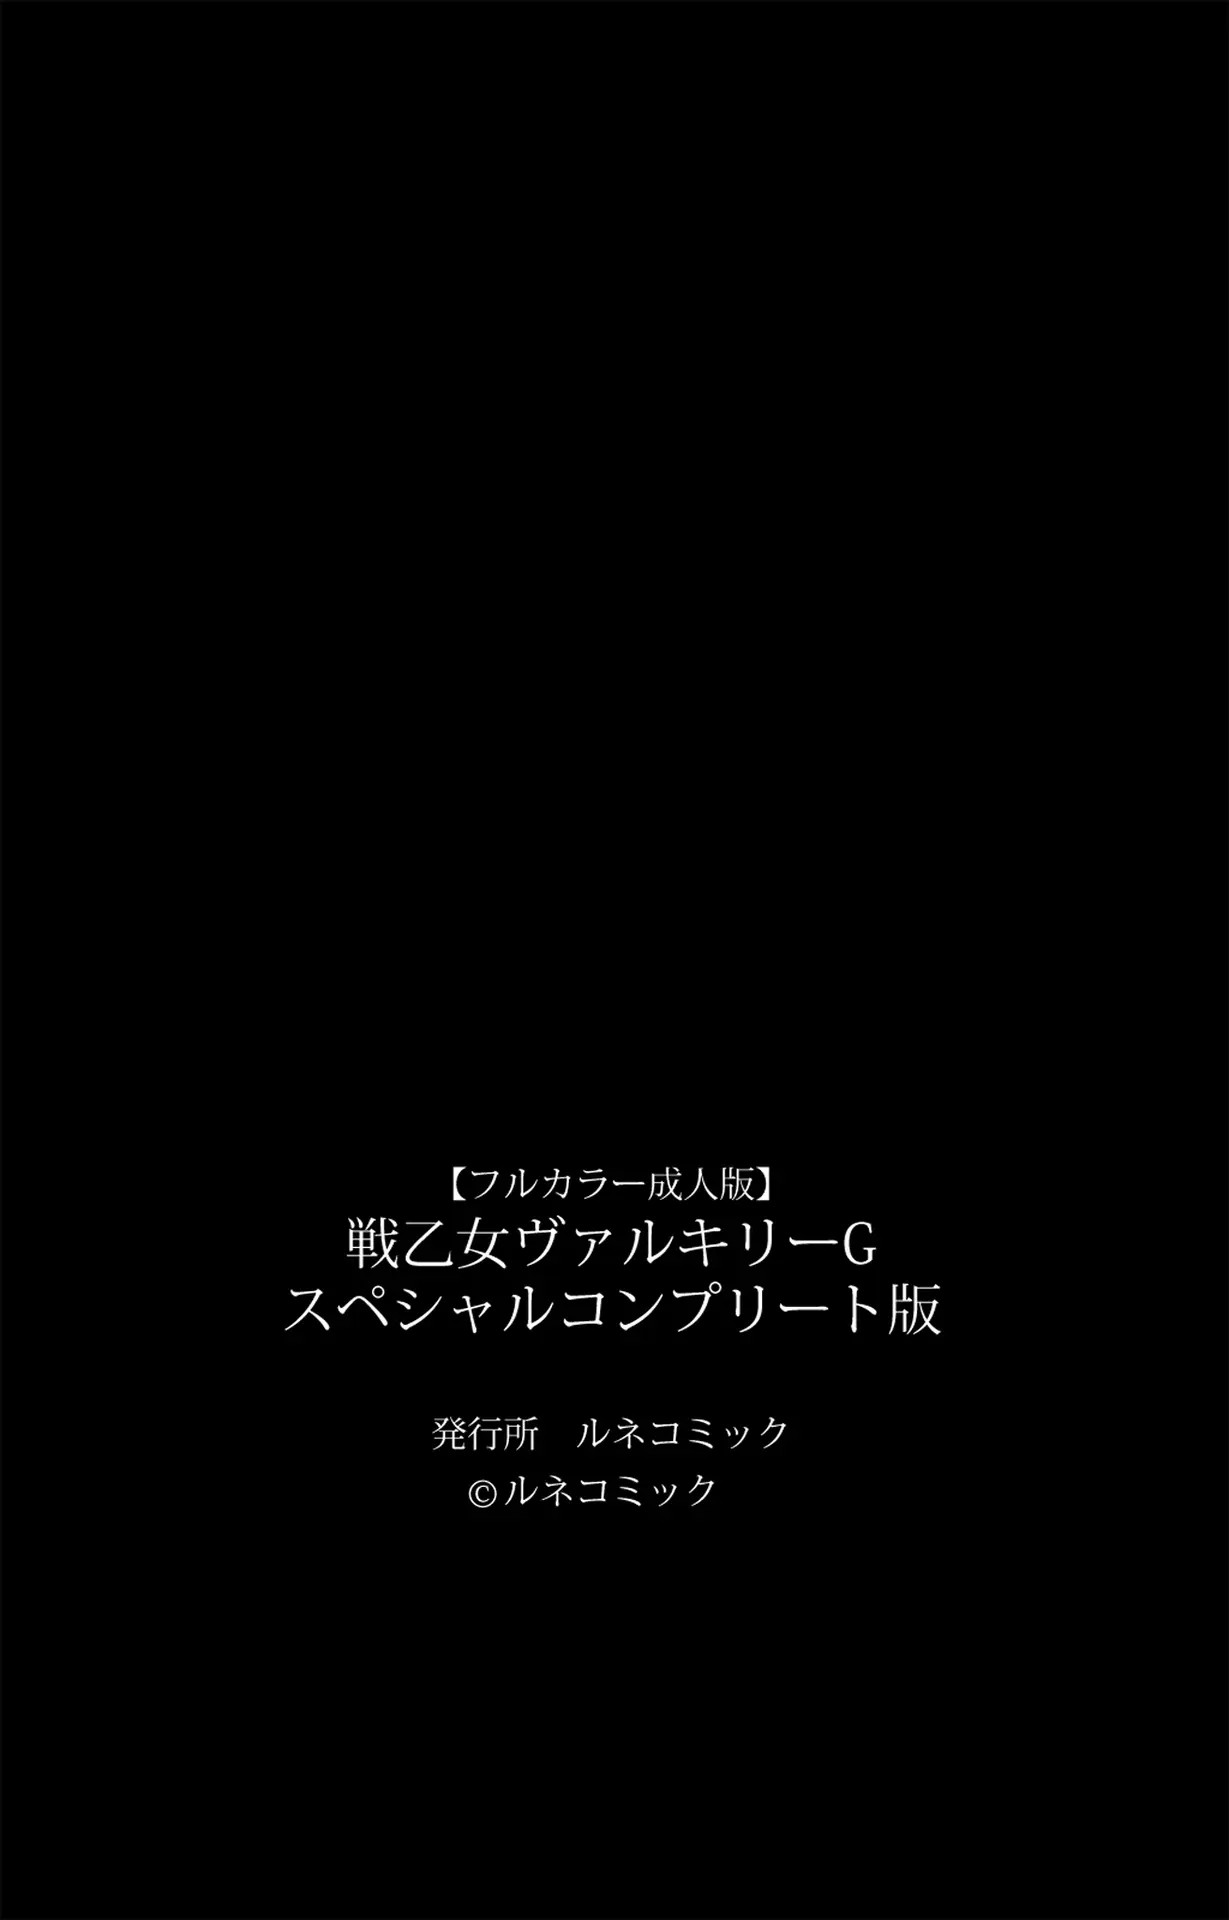 【フルカラー成人版】
戦乙女ヴァルキリーG
スペシャルコンプリート版
発行所　ルネコミック
©ルネコミック